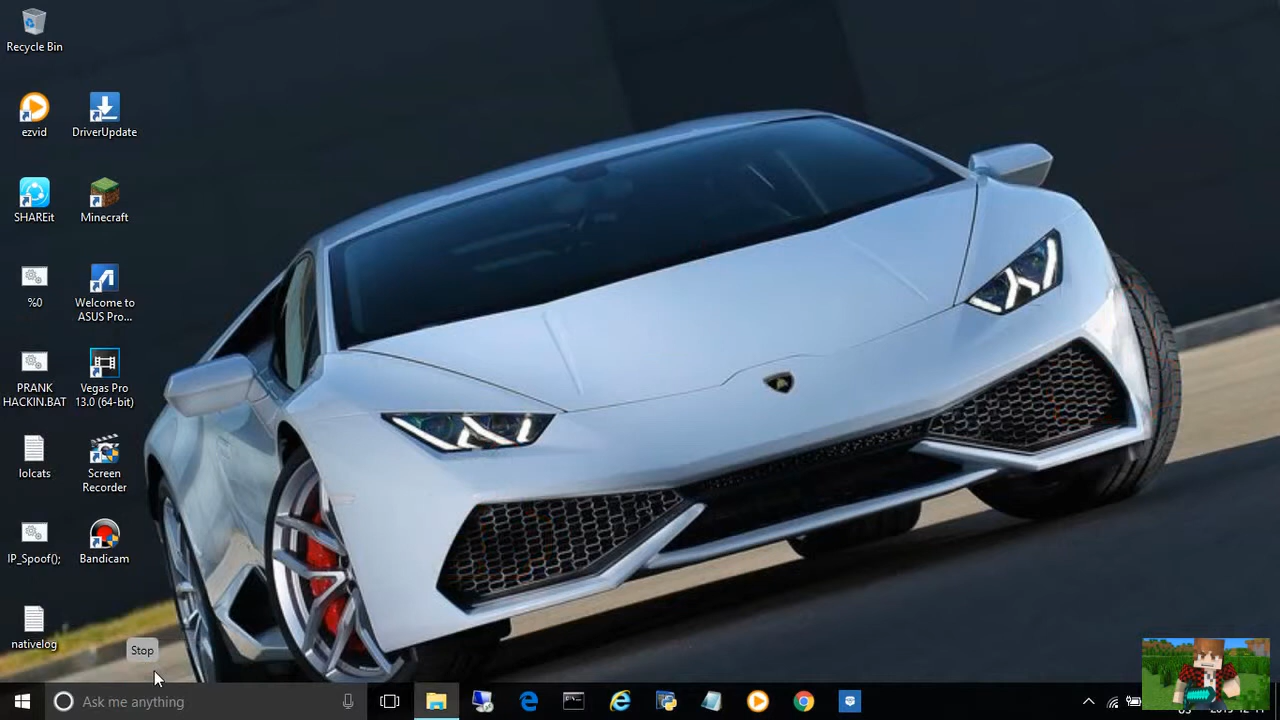 Recycle Bin
ezvid
DriverUpdate
SHAREit
Minecraft
%0
Welcome to
ASUS Pro...
PRANK
HACKIN.BAT
Vegas Pro
13.0 (64-bit)
lolcats
Screen
Recorder
IP_Spoof();
Bandicam
nativelog
Stop
Ask me anything